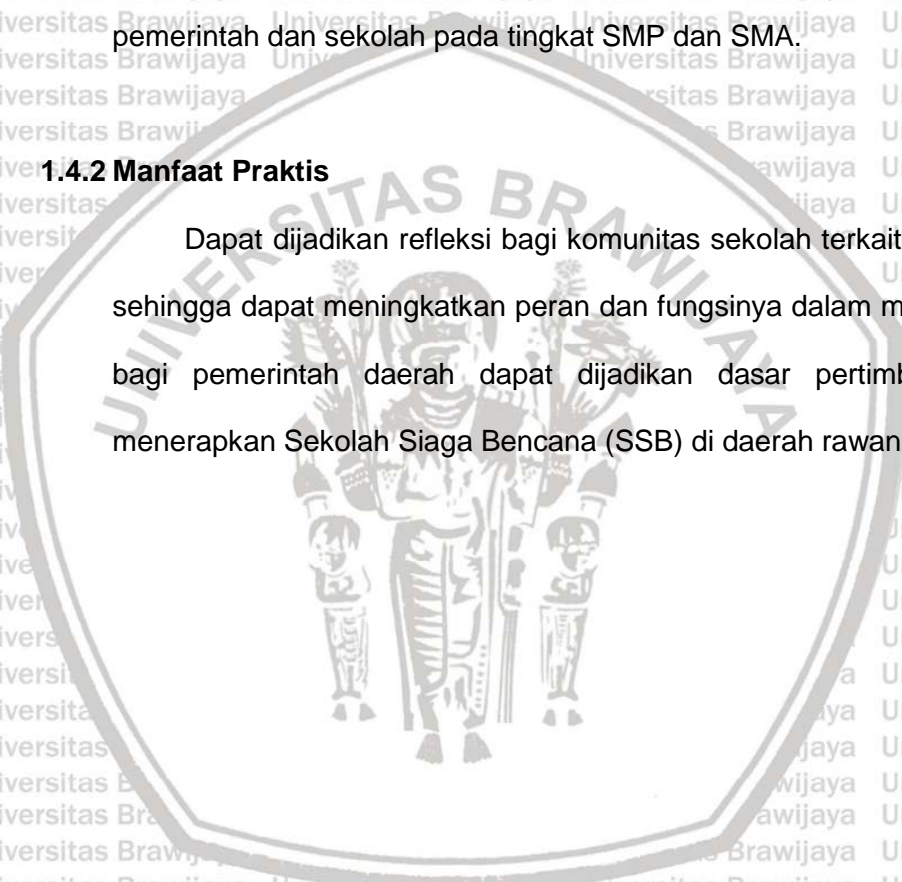 pemerintah dan sekolah pada tingkat SMP dan SMA.
1.4.2 Manfaat Praktis
Dapat dijadikan refleksi bagi komunitas sekolah terkait
sehingga dapat meningkatkan peran dan fungsinya dalam
bagi pemerintah daerah dapat dijadikan dasar
menerapkan Sekolah Siaga Bencana (SSB) di daerah rawan
UNIVERSITAS BRAWIJAYA